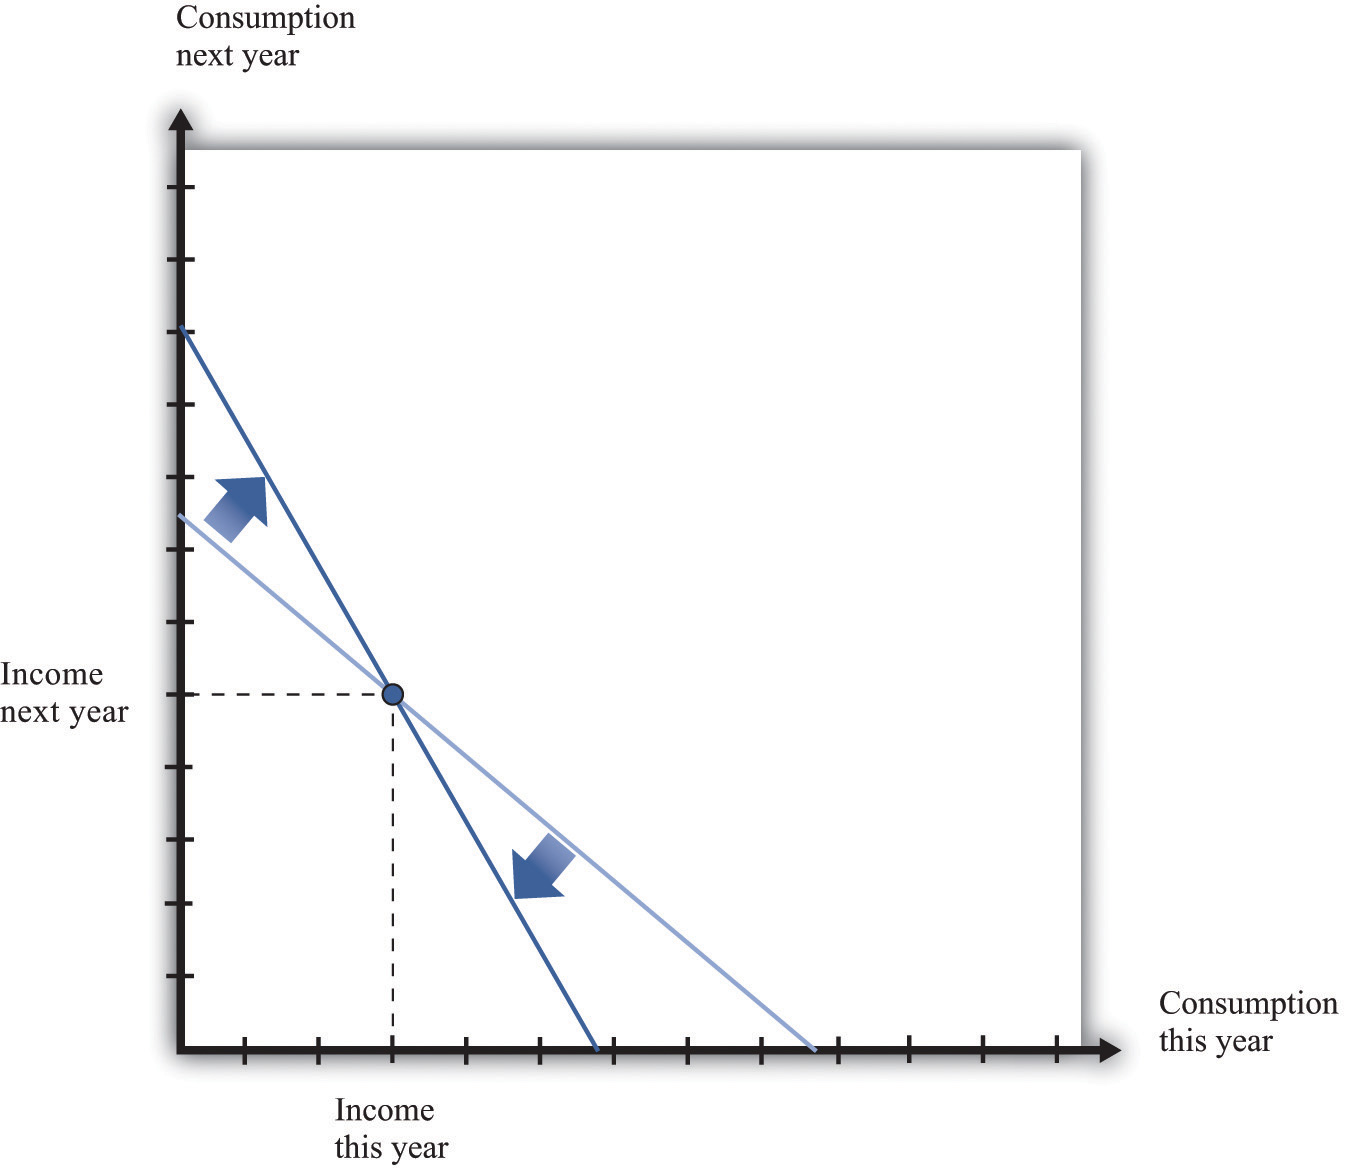 Consumption
next year
Income
next year
Consumption
this year
Income
this year